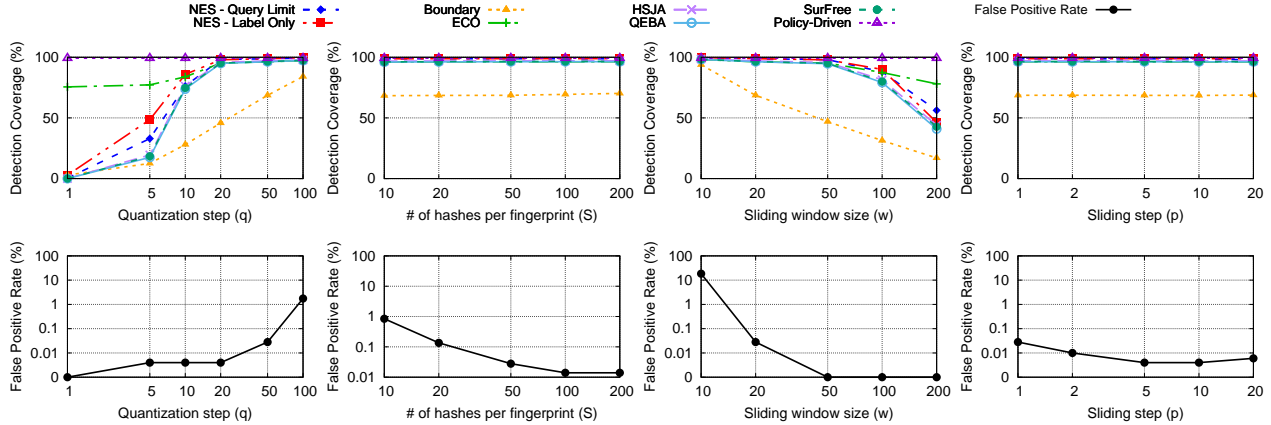 NES - Query Limit
NES - Label Only
Boundary
ECO
HSJA
QEBA
SurFree
Policy-Driven
False Positive Rate
Detection Coverage (%)
100
50
0
1 5 10 20 50 100
Quantization step (q)
Detection Coverage (%)
100
50
0
10 20 50 100 200
# of hashes per fingerprint (S)
Detection Coverage (%)
100
50
0
10 20 50 100 200
Sliding window size (w)
Detection Coverage (%)
100
50
0
1 2 5 10 20
Sliding step (p)
False Positive Rate (%)
100
10
1
0.1
0.01
0
1 5 10 20 50 100
Quantization step (q)
False Positive Rate (%)
100
10
1
0.1
0.01
10 20 50 100 200
# of hashes per fingerprint (S)
False Positive Rate (%)
100
10
1
0.1
0.01
0
10 20 50 100 200
Sliding window size (w)
False Positive Rate (%)
100
10
1
0.1
0.01
0
1 2 5 10 20
Sliding step (p)